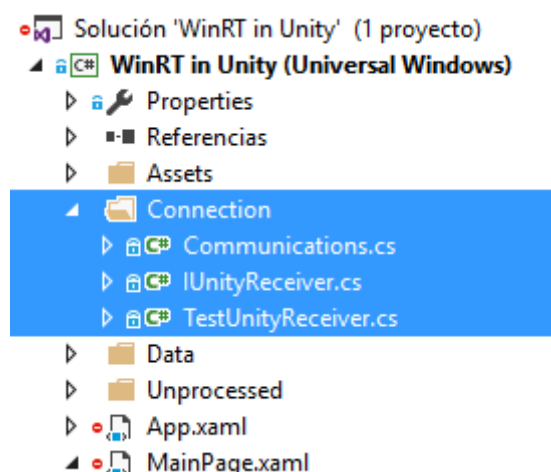 Solución 'WinRT in Unity' (1 proyecto)
C# WinRT in Unity (Universal Windows)
Properties
Referencias
Assets
Connection
C# Communications.cs
C# IUnityReceiver.cs
C# TestUnityReceiver.cs
Data
Unprocessed
App.xaml
MainPage.xaml